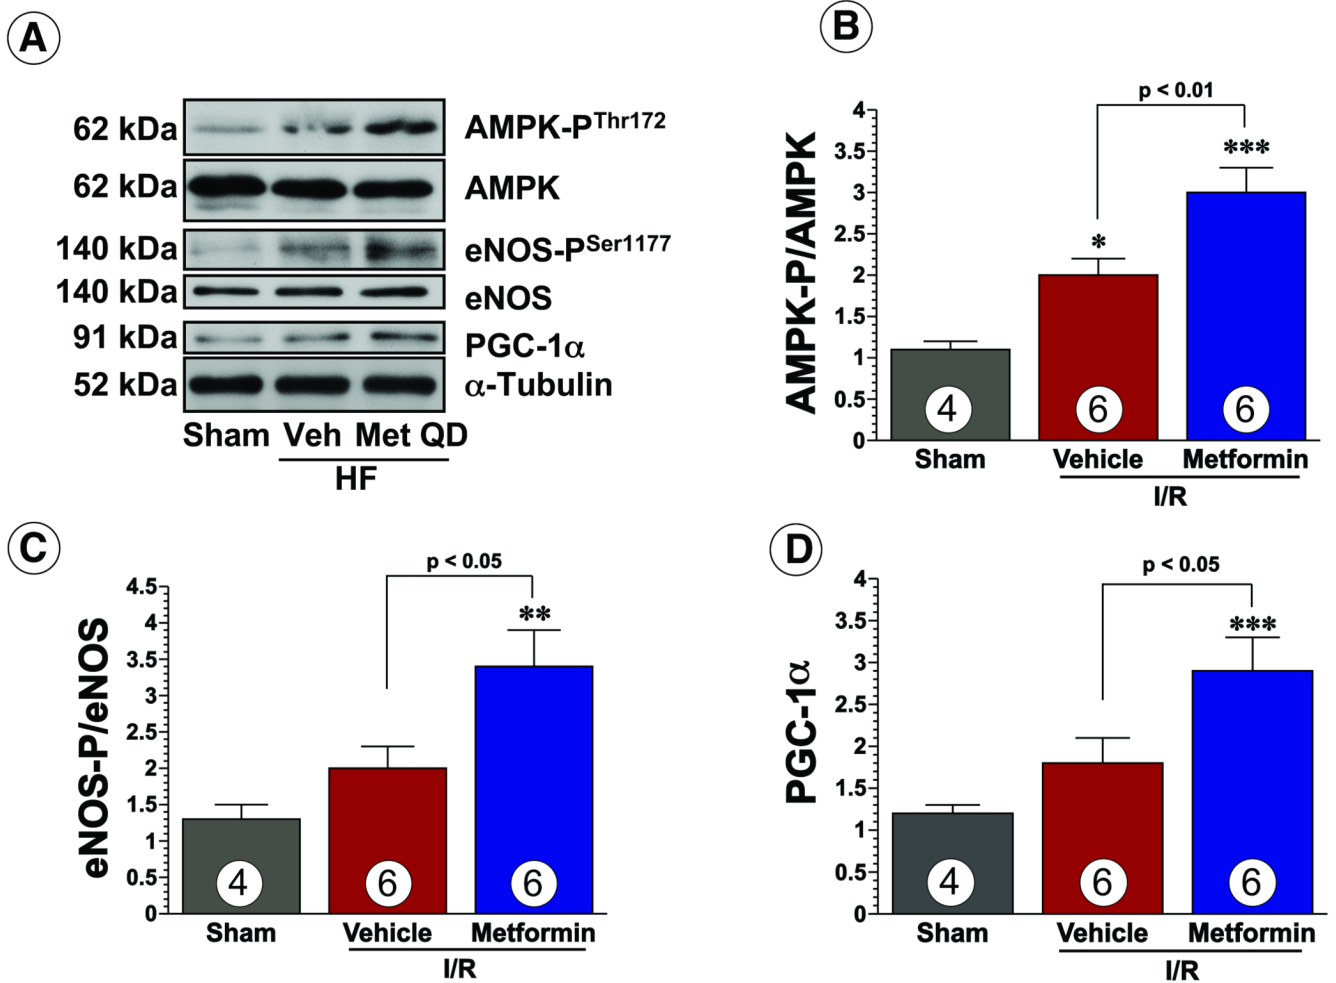 A
62 kDa AMPK-PThr172
62 kDa AMPK
140 kDa eNOS-PSer1177
140 kDa eNOS
91 kDa PGC-1α
52 kDa α-Tubulin
Sham Veh Met QD
HF
B
p < 0.01
AMPK-P/AMPK
4
3.5
3
2.5
2
1.5
1
0.5
0
***
*
4 6 6
Sham Vehicle Metformin
I/R
C
p < 0.05
eNOS-P/eNOS
4.5
4
3.5
3
2.5
2
1.5
1
0.5
0
**
4 6 6
Sham Vehicle Metformin
I/R
D
p < 0.05
PGC-1α
4
3.5
3
2.5
2
1.5
1
0.5
0
***
4 6 6
Sham Vehicle Metformin
I/R